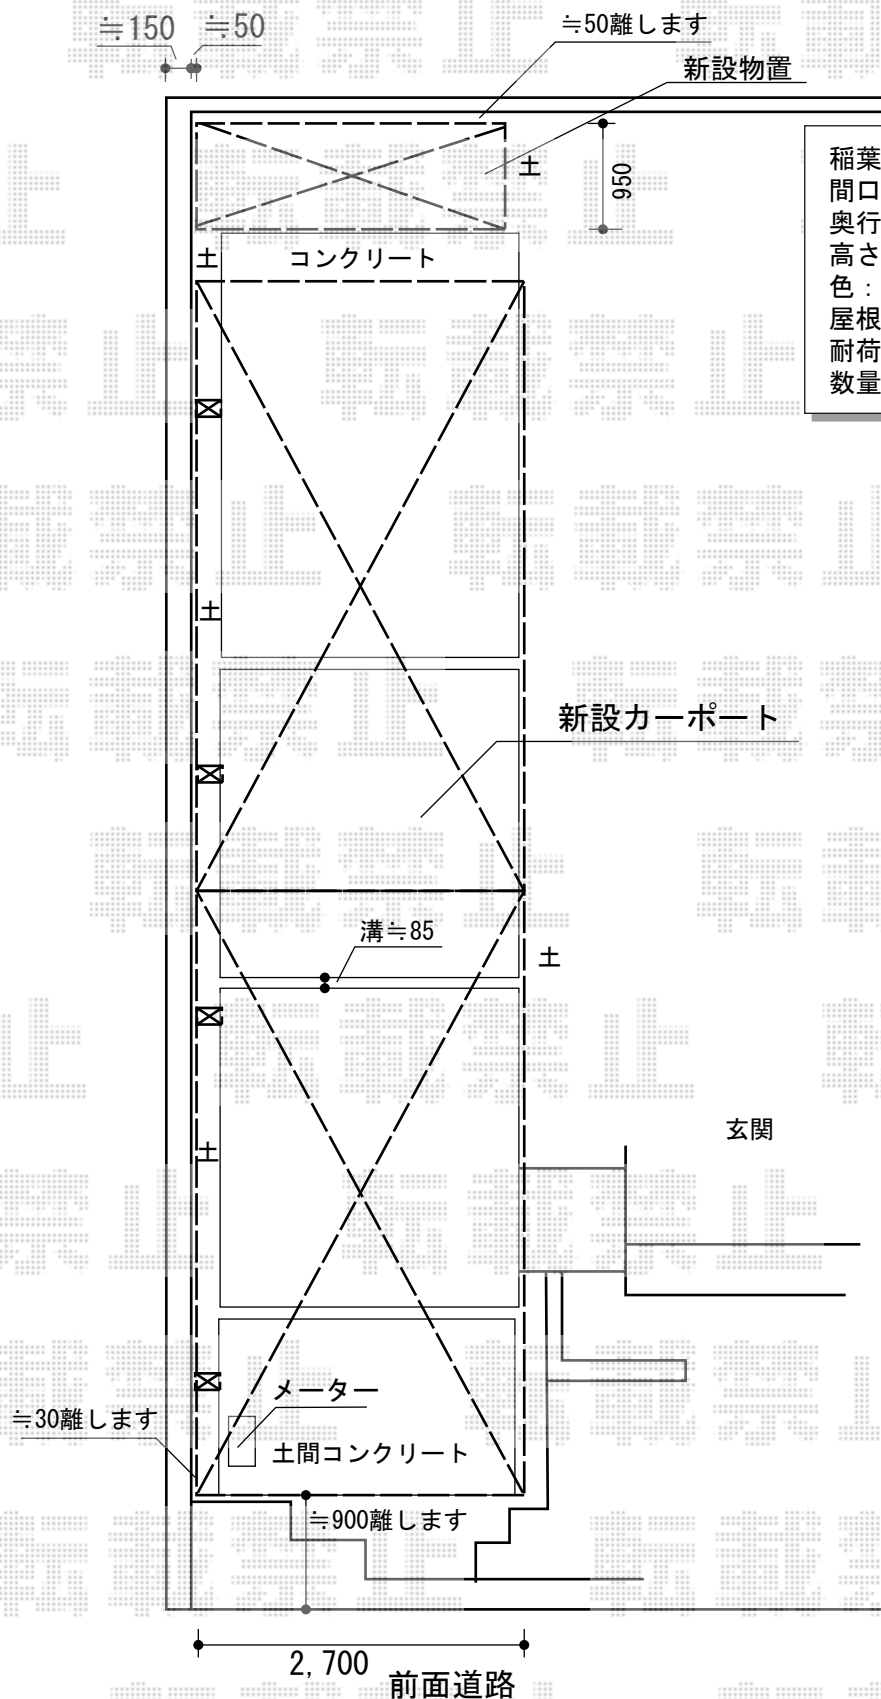 ≒150
≒50
≒50離します
新設物置
950
土
稲葉
間口
奥行
高さ
色：
屋根
耐荷
数量
土
コンクリート
土
新設カーポート
溝≒85
土
玄関
土
メーター
≒30離します
土間コンクリート
≒900離します
2,700
前面道路
転載禁止